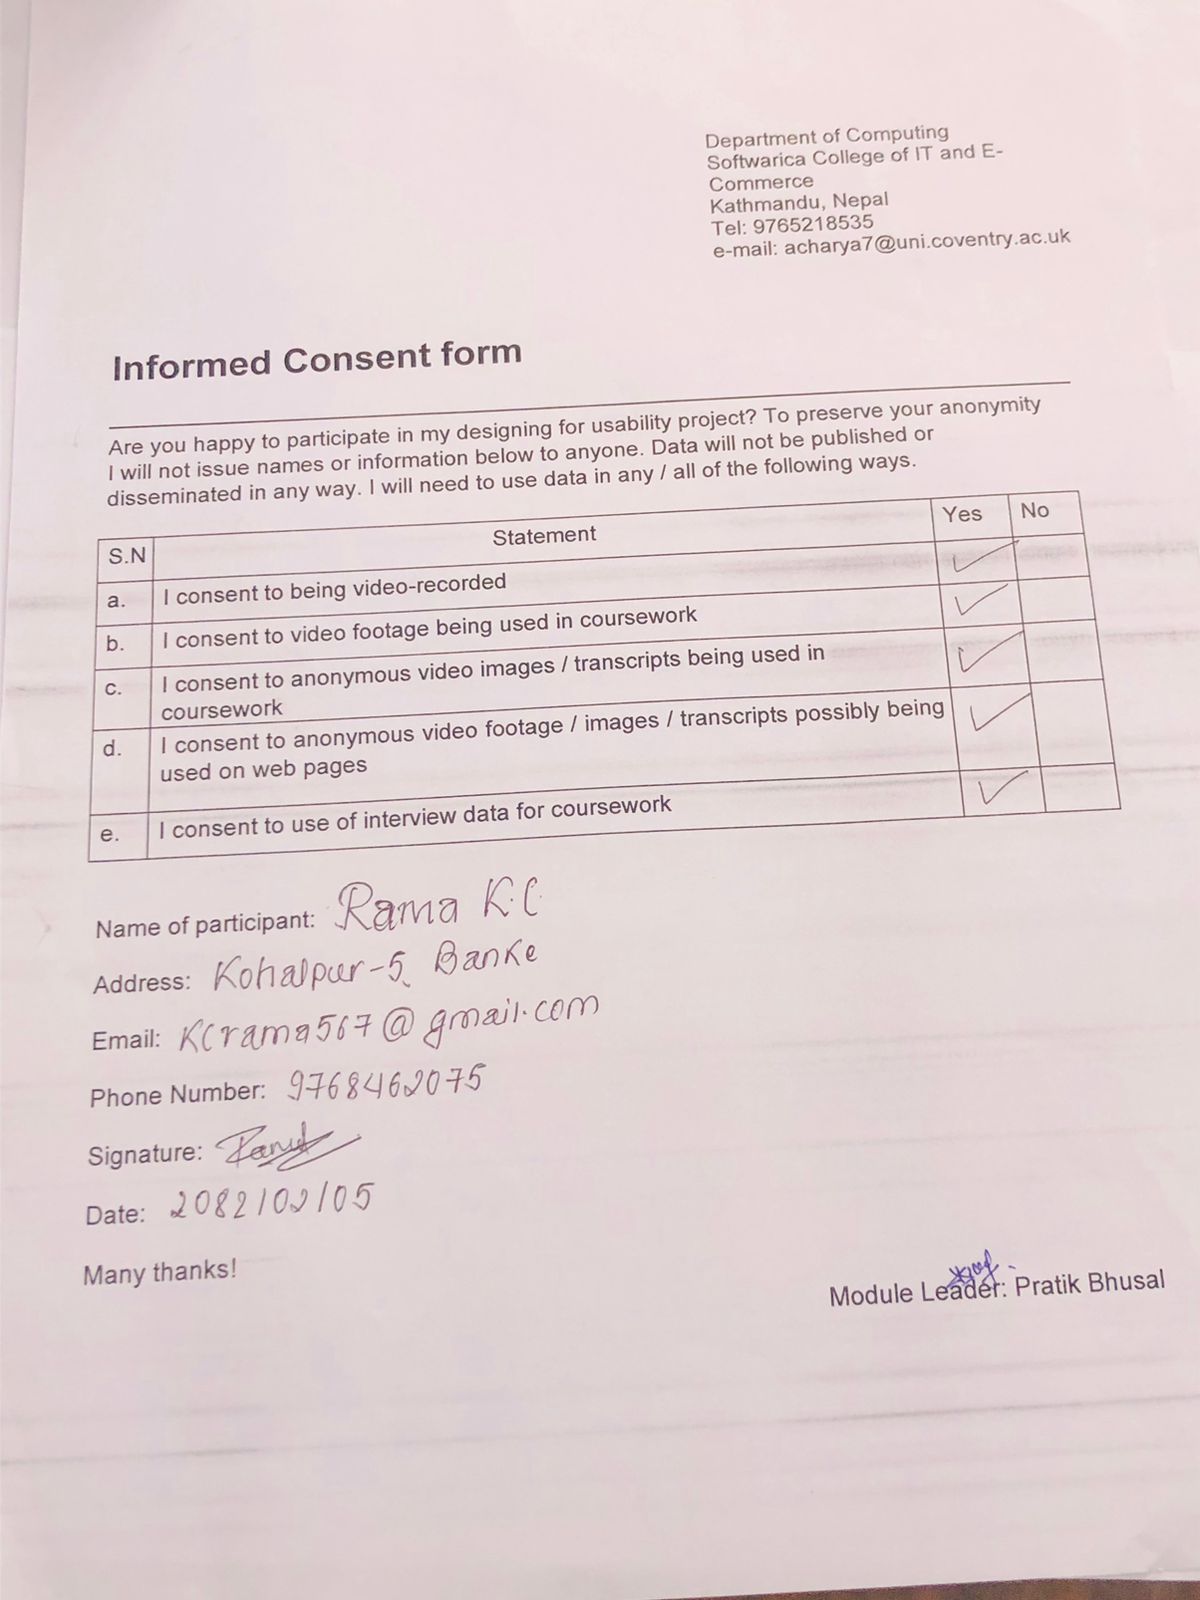 Department of Computing
Softwarica College of IT and E-
Commerce
Kathmandu, Nepal
Tel: 9765218535
e-mail: acharya7@uni.coventry.ac.uk
Informed Consent form
Are you happy to participate in my designing for usability project? To preserve your anonymity
I will not issue names or information below to anyone. Data will not be published or
disseminated in any way. I will need to use data in any / all of the following ways.
S.N Statement Yes No
a. I consent to being video-recorded ✓
b. I consent to video footage being used in coursework ✓
c. I consent to anonymous video images / transcripts being used in
coursework ✓
d. I consent to anonymous video footage / images / transcripts possibly being
used on web pages ✓
e. I consent to use of interview data for coursework ✓
Name of participant: Rama K.C.
Address: Kohalpur-5, Banke
Email: KCrama567@gmail.com
Phone Number: 9768462075
Signature:
Date: 2082/02/05
Many thanks!
Module Leader: Pratik Bhusal